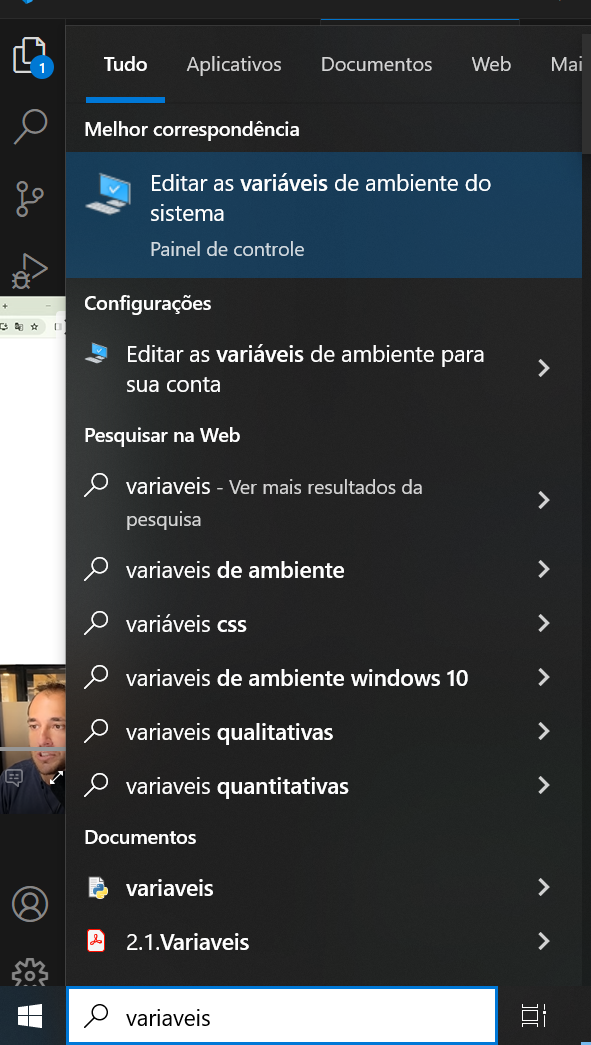 1
Tudo Aplicativos Documentos Web Mai
Melhor correspondência
Editar as variáveis de ambiente do
sistema
Painel de controle
Configurações
Editar as variáveis de ambiente para
sua conta
Pesquisar na Web
variaveis - Ver mais resultados da
pesquisa
variaveis de ambiente
variáveis css
variaveis de ambiente windows 10
variaveis qualitativas
variaveis quantitativas
Documentos
variaveis
2.1.Variaveis
variaveis